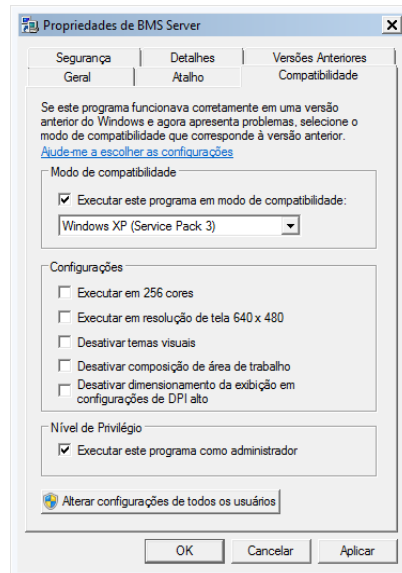 Propriedades de BMS Server
Segurança Detalhes Versões Anteriores
Geral Atalho Compatibilidade
Se este programa funcionava corretamente em uma versão
anterior do Windows e agora apresenta problemas, selecione o
modo de compatibilidade que corresponde à versão anterior.
Ajude-me a escolher as configurações
Modo de compatibilidade
Executar este programa em modo de compatibilidade:
Windows XP (Service Pack 3)
Configurações
Executar em 256 cores
Executar em resolução de tela 640 x 480
Desativar temas visuais
Desativar composição de área de trabalho
Desativar dimensionamento da exibição em
configurações de DPI alto
Nível de Privilégio
Executar este programa como administrador
Alterar configurações de todos os usuários
OK Cancelar Aplicar